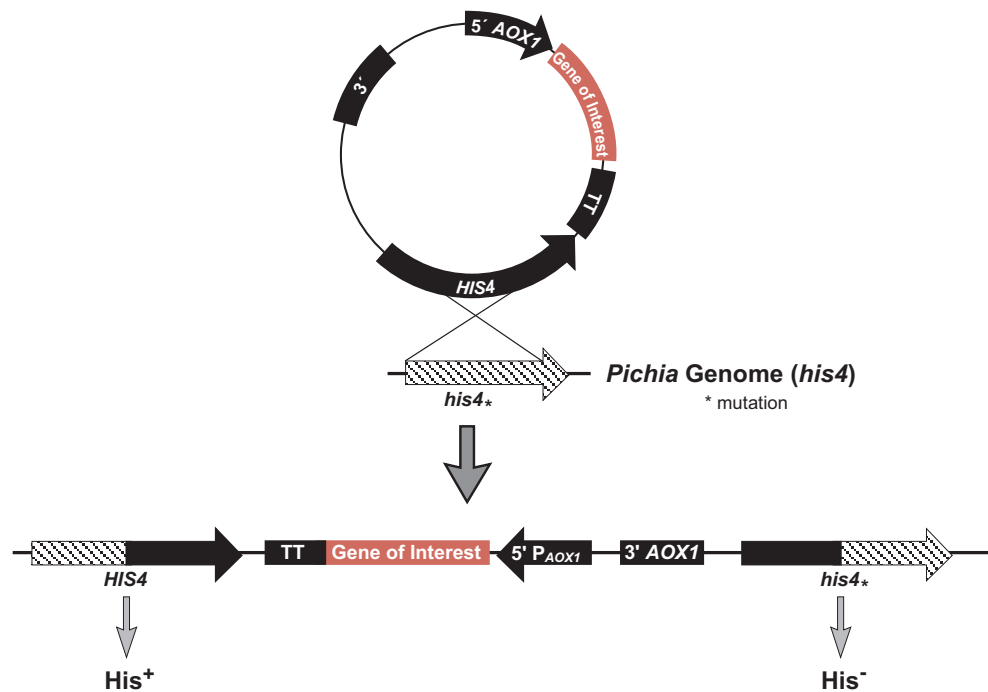 5´ AOX1
Gene of Interest
3´
TT
HIS4
his4*
Pichia Genome (his4)
* mutation
TT
Gene of Interest
5' PAOX1
3' AOX1
HIS4
his4*
His+
His-